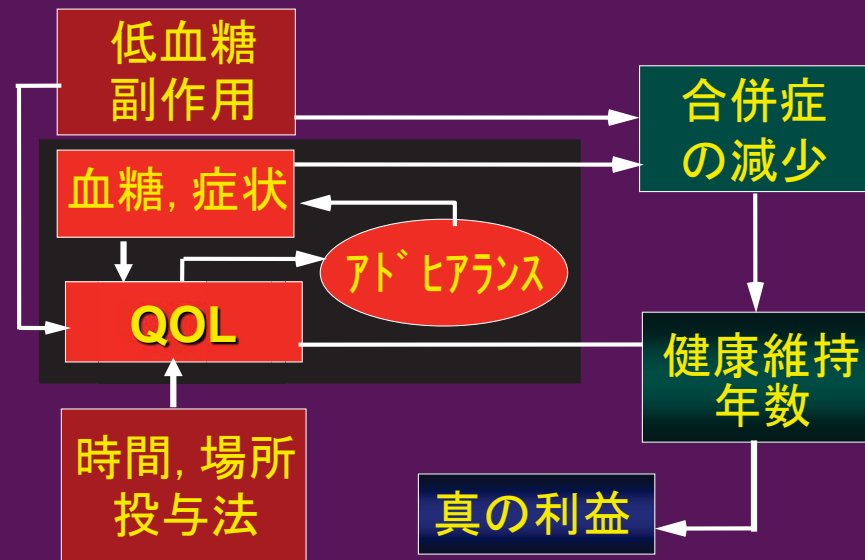 低血糖
副作用
合併症
の減少
血糖, 症状
ｱﾄﾞﾋｱﾗﾝｽ
QOL
健康維持
年数
時間, 場所
投与法
真の利益